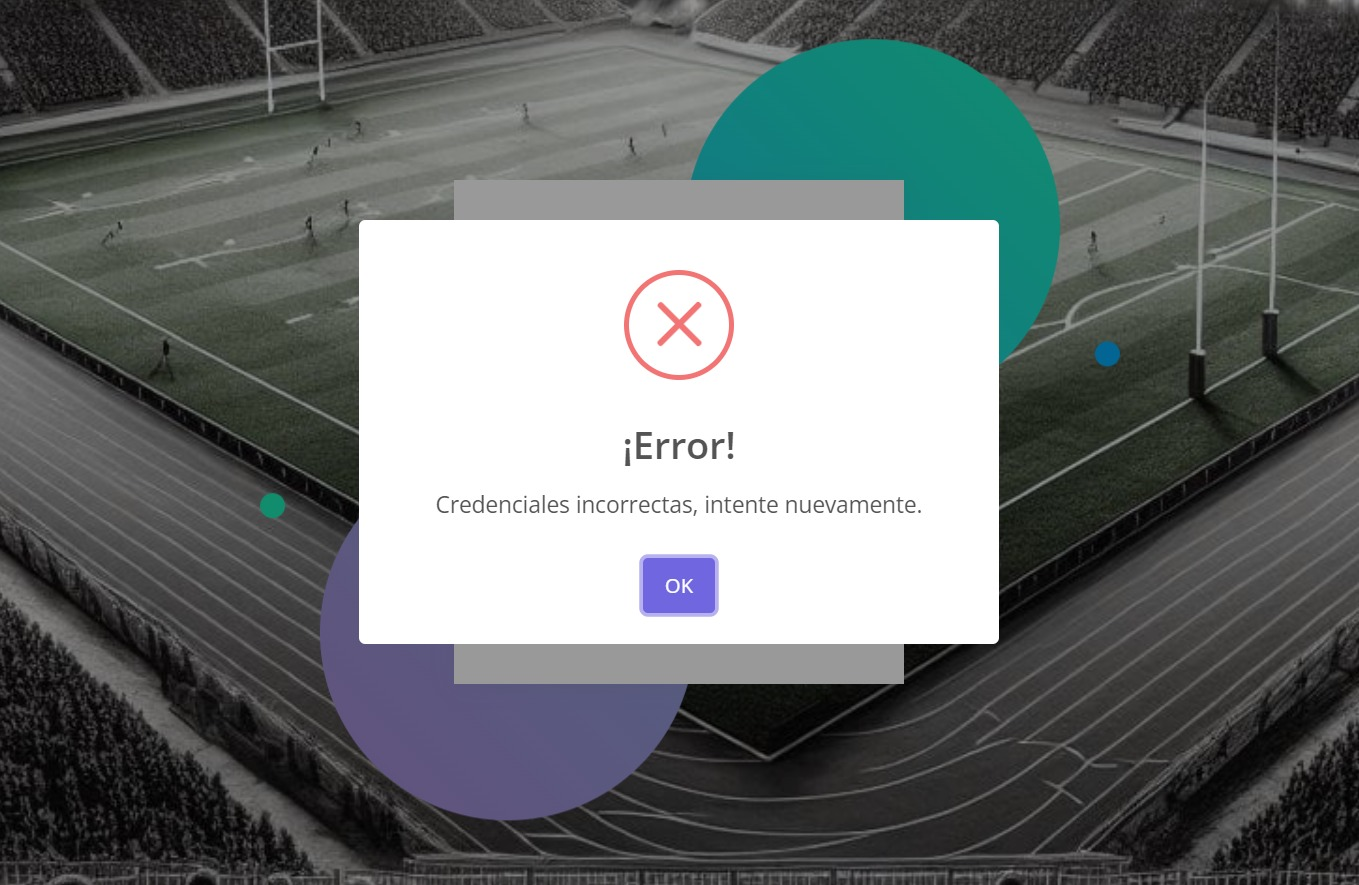 ¡Error!
Credenciales incorrectas, intente nuevamente.
OK